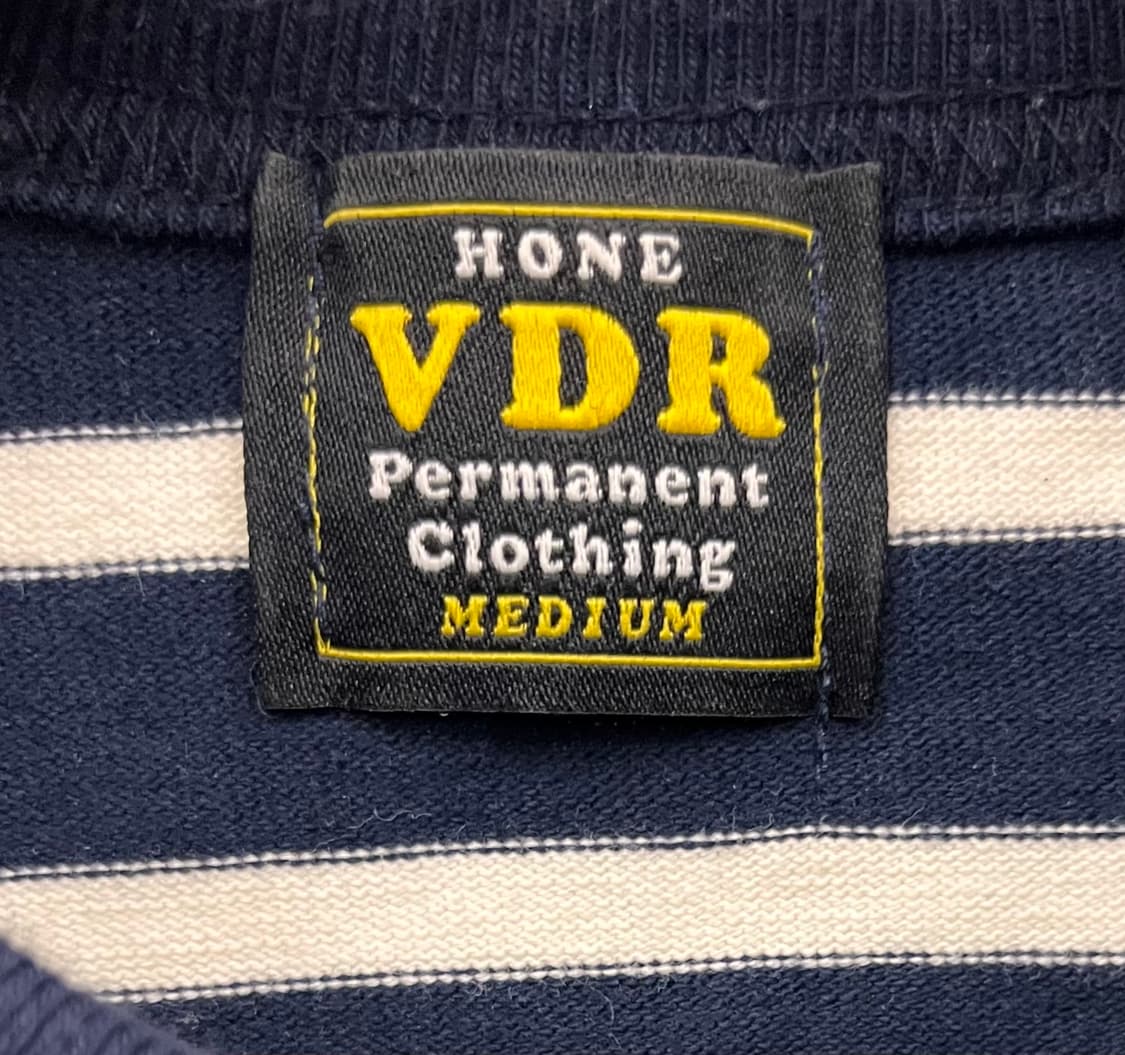 HONE
VDR
Permanent
Clothing
MEDIUM